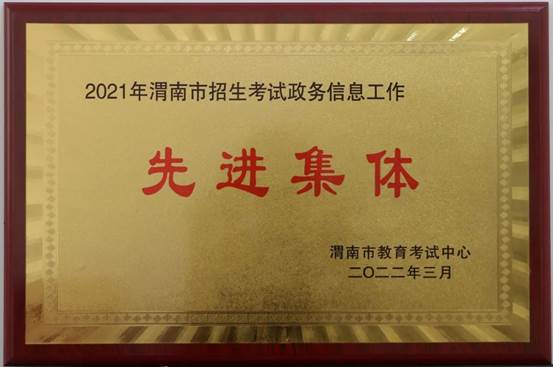 2021年渭南市招生考试政务信息工作
先进集体
渭南市教育考试中心
二〇二二年三月